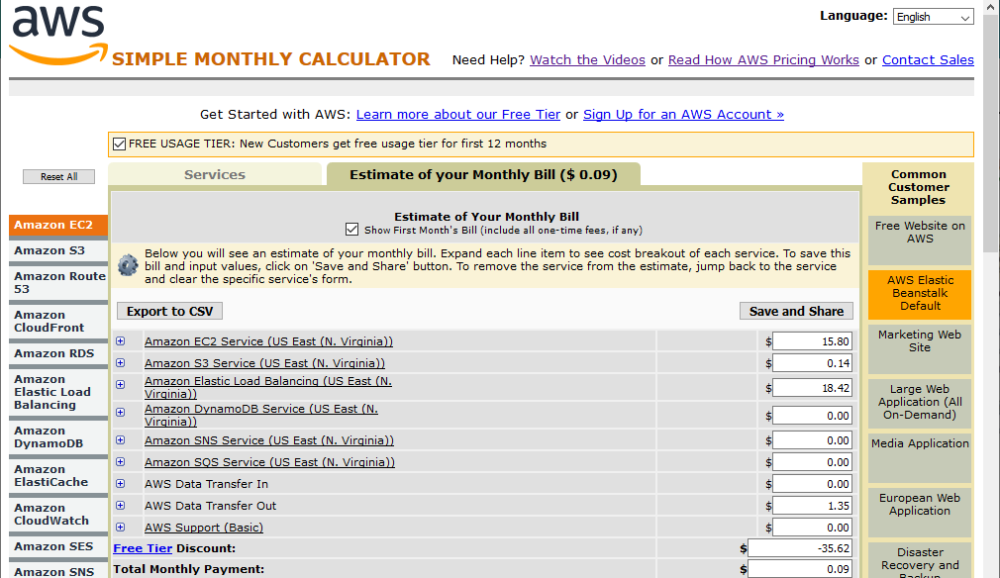 aws
Language: English
SIMPLE MONTHLY CALCULATOR
Need Help? Watch the Videos or Read How AWS Pricing Works or Contact Sales
Get Started with AWS: Learn more about our Free Tier or Sign Up for an AWS Account »
FREE USAGE TIER: New Customers get free usage tier for first 12 months
Reset All
Amazon EC2
Amazon S3
Amazon Route
53
Amazon
CloudFront
Amazon RDS
Amazon
Elastic Load
Balancing
Amazon
DynamoDB
Amazon
ElastiCache
Amazon
CloudWatch
Amazon SES
Amazon SNS
Services
Estimate of your Monthly Bill ($ 0.09)
Estimate of Your Monthly Bill
Show First Month's Bill (include all one-time fees, if any)
Below you will see an estimate of your monthly bill. Expand each line item to see cost breakout of each service. To save this
bill and input values, click on 'Save and Share' button. To remove the service from the estimate, jump back to the service
and clear the specific service's form.
Export to CSV
Save and Share
Amazon EC2 Service (US East (N. Virginia)) $ 15.80
Amazon S3 Service (US East (N. Virginia)) $ 0.14
Amazon Elastic Load Balancing (US East (N.
Virginia)) $ 18.42
Amazon DynamoDB Service (US East (N.
Virginia)) $ 0.00
Amazon SNS Service (US East (N. Virginia)) $ 0.00
Amazon SQS Service (US East (N. Virginia)) $ 0.00
AWS Data Transfer In $ 0.00
AWS Data Transfer Out $ 1.35
AWS Support (Basic) $ 0.00
Free Tier Discount: $ -35.62
Total Monthly Payment: $ 0.09
Common
Customer
Samples
Free Website on
AWS
AWS Elastic
Beanstalk
Default
Marketing Web
Site
Large Web
Application (All
On-Demand)
Media Application
European Web
Application
Disaster
Recovery and
Backup